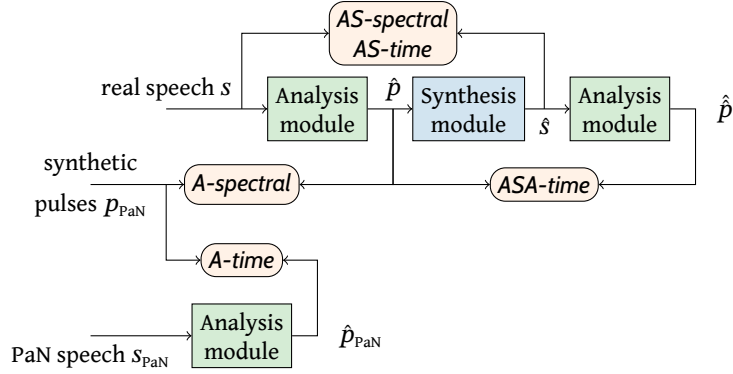 AS-spectral
AS-time
real speech s
Analysis
module
p̂
Synthesis
module
ŝ
Analysis
module
p̂̂
synthetic
pulses p_PaN
A-spectral
ASA-time
A-time
PaN speech s_PaN
Analysis
module
p̂_PaN